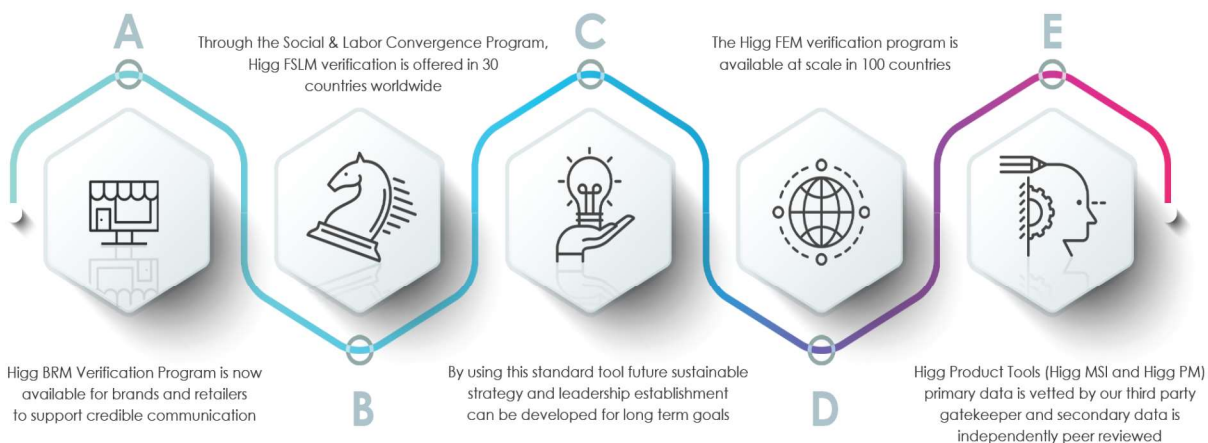 A
Higg BRM Verification Program is now
available for brands and retailers
to support credible communication
Through the Social & Labor Convergence Program,
Higg FSLM verification is offered in 30
countries worldwide
B
C
By using this standard tool future sustainable
strategy and leadership establishment
can be developed for long term goals
The Higg FEM verification program is
available at scale in 100 countries
D
E
Higg Product Tools (Higg MSI and Higg PM)
primary data is vetted by our third party
gatekeeper and secondary data is
independently peer reviewed